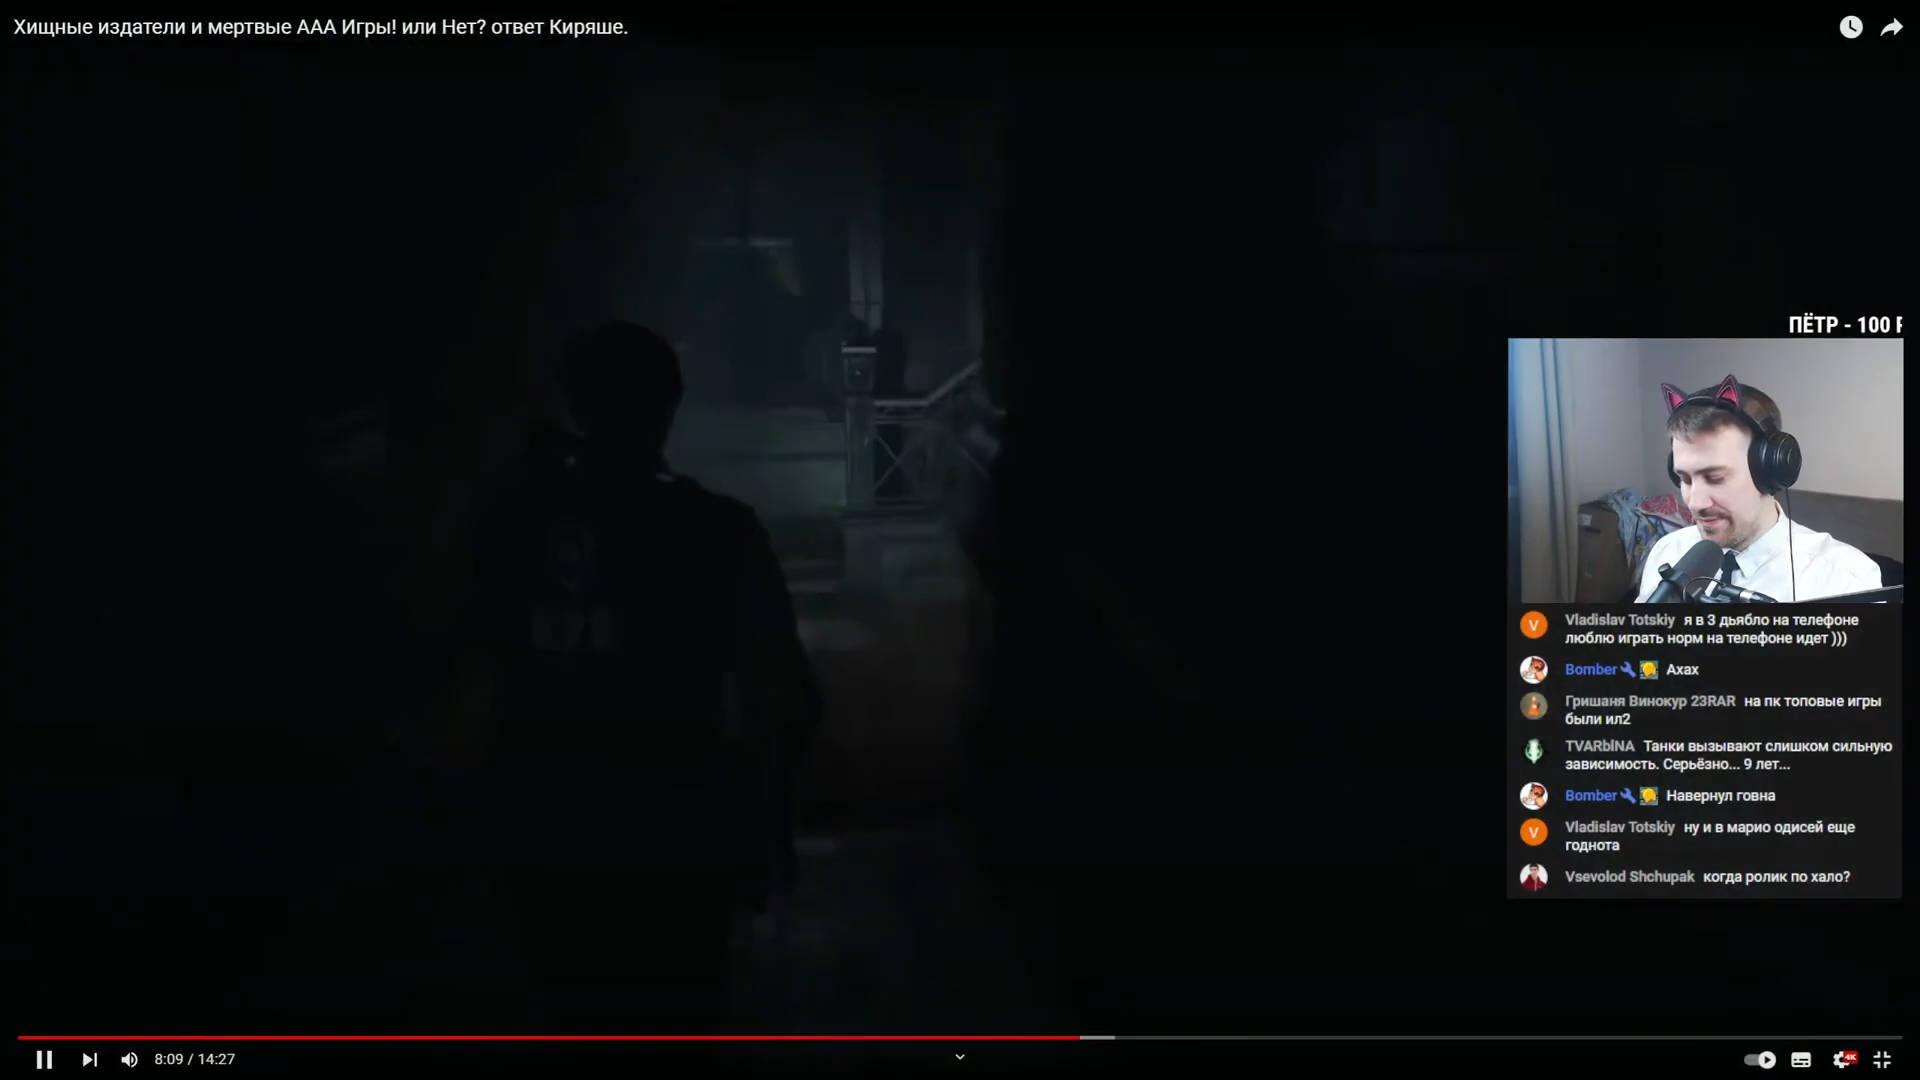 Хищные издатели и мертвые ААА Игры! или Нет? ответ Киряше.
ПЁТР - 100
Vladislav Totskiy я в 3 дьябло на телефоне
люблю играть норм на телефоне идет )))
Bomber Ахах
Гришаня Винокур 23RAR на пк топовые игры
были ил2
TVARbINA Танки вызывают слишком сильную
зависимость. Серьёзно... 9 лет...
Bomber Навернул говна
Vladislav Totskiy ну и в марио одисей еще
годнота
Vsevolod Shchupak когда ролик по хало?
8:09 / 14:27
4K